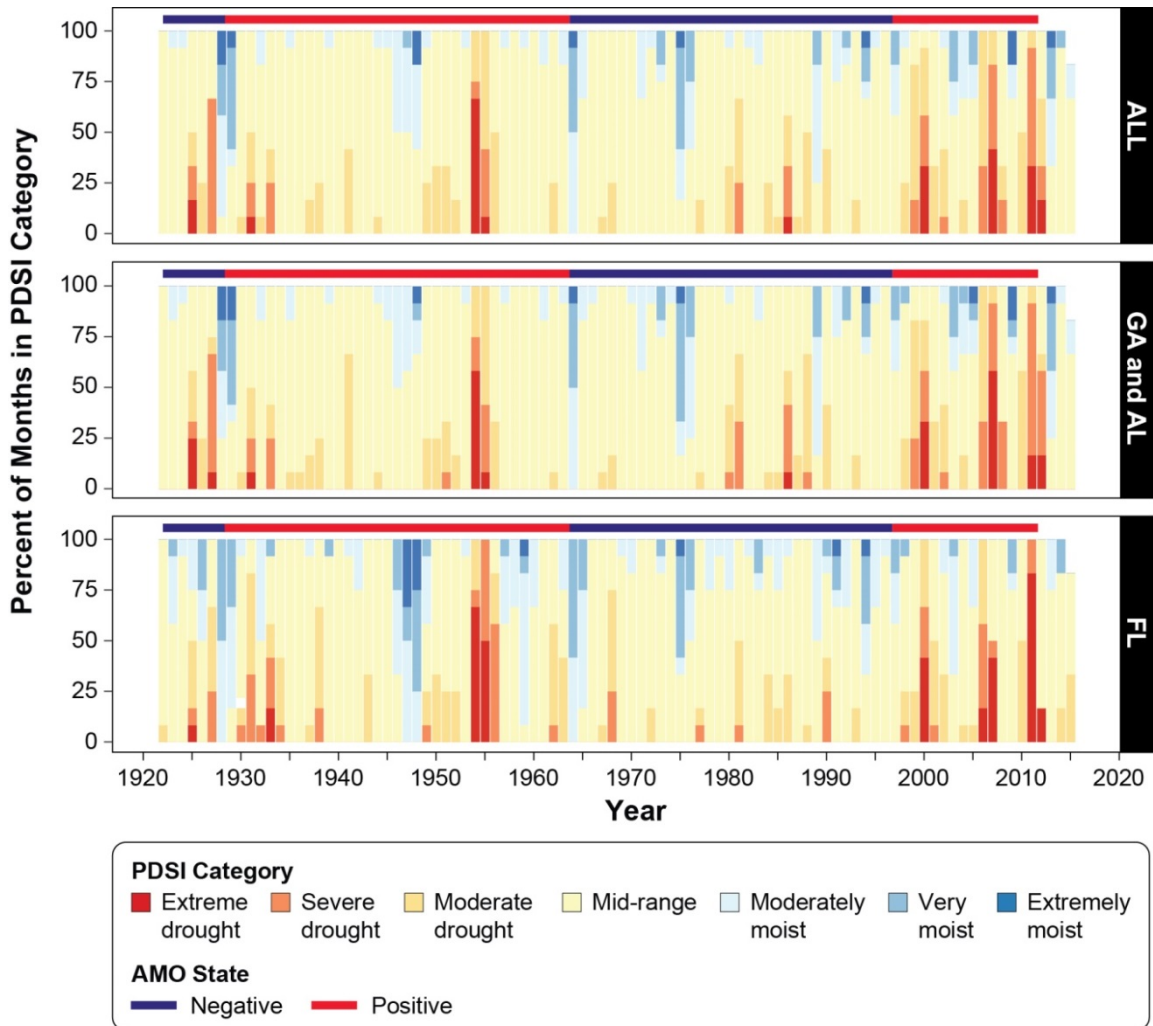 Percent of Months in PDSI Category
100
75
50
25
0
ALL
100
75
50
25
0
GA and AL
100
75
50
25
0
FL
1920 1930 1940 1950 1960 1970 1980 1990 2000 2010 2020
Year
PDSI Category
Extreme drought
Severe drought
Moderate drought
Mid-range
Moderately moist
Very moist
Extremely moist
AMO State
Negative Positive